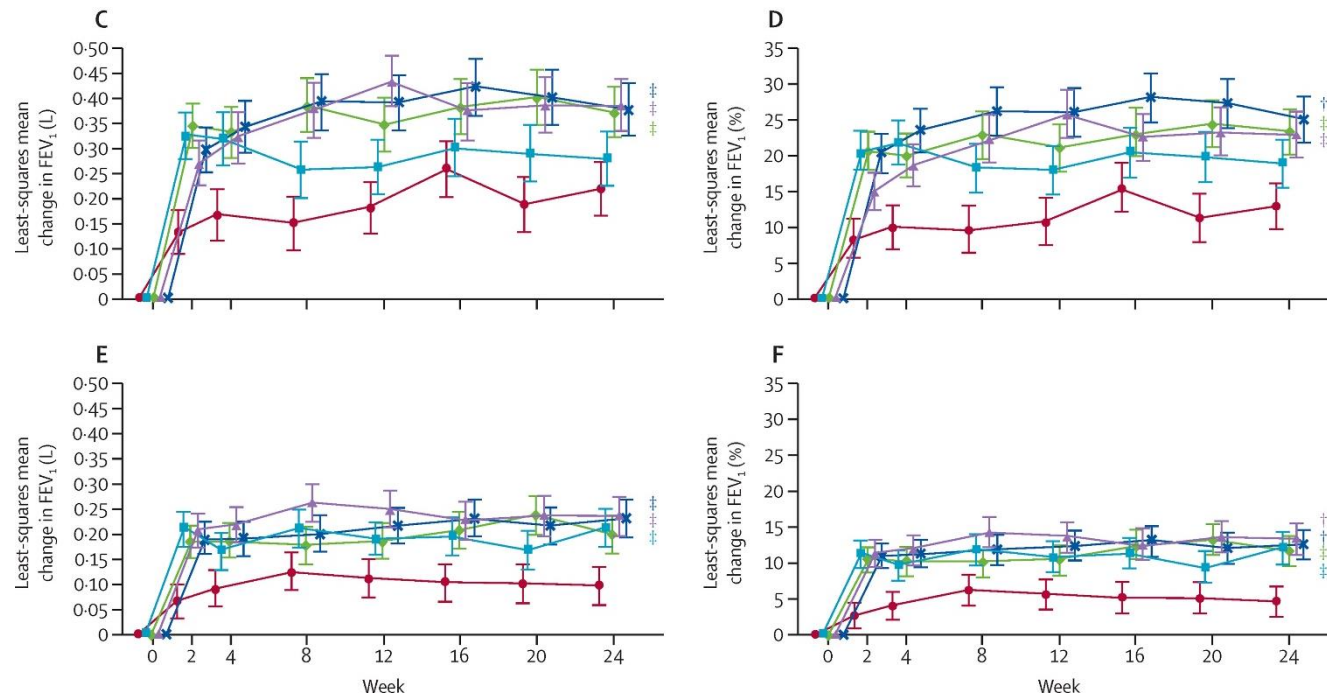 C
Least-squares mean
change in FEV₁ (L)
0·50
0·45
0·40
0·35
0·30
0·25
0·20
0·15
0·10
0·05
0
0 2 4 8 12 16 20 24
‡
‡
‡
D
Least-squares mean
change in FEV₁ (%)
35
30
25
20
15
10
5
0
0 2 4 8 12 16 20 24
†
‡
‡
E
Least-squares mean
change in FEV₁ (L)
0·50
0·45
0·40
0·35
0·30
0·25
0·20
0·15
0·10
0·05
0
0 2 4 8 12 16 20 24
Week
‡
‡
‡
F
Least-squares mean
change in FEV₁ (%)
35
30
25
20
15
10
5
0
0 2 4 8 12 16 20 24
Week
†
†
‡
‡